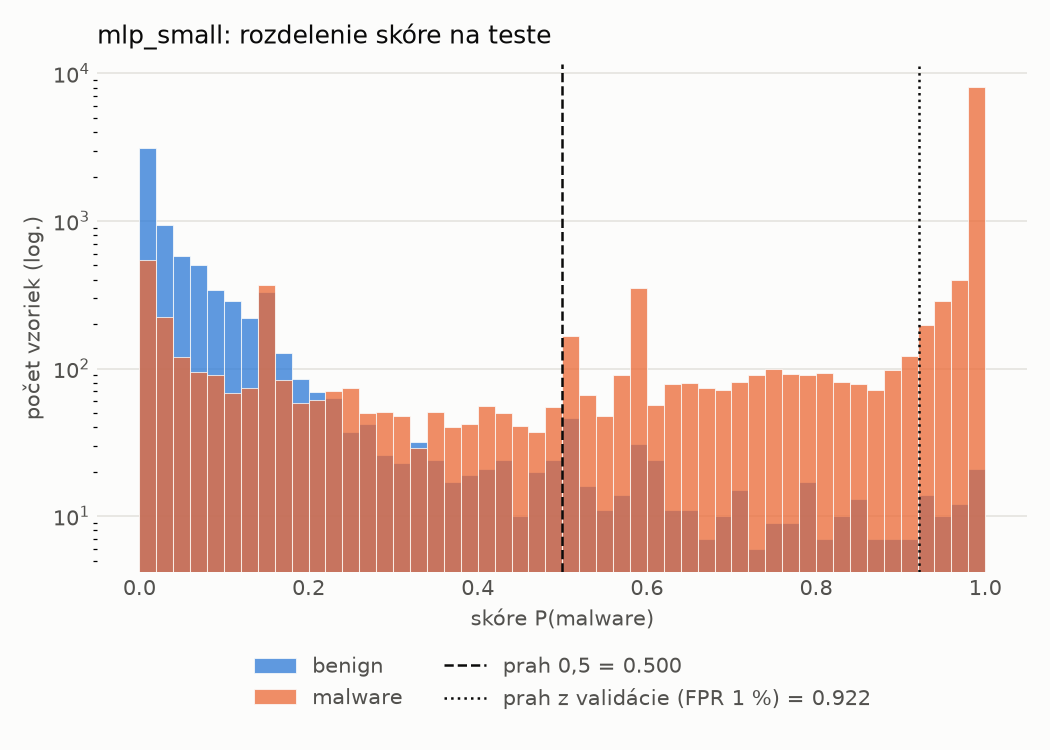 mlp_small: rozdelenie skóre na teste
počet vzoriek (log.)
10⁴
10³
10²
10¹
0.0 0.2 0.4 0.6 0.8 1.0
skóre P(malware)
benign
malware
prah 0,5 = 0.500
prah z validácie (FPR 1 %) = 0.922